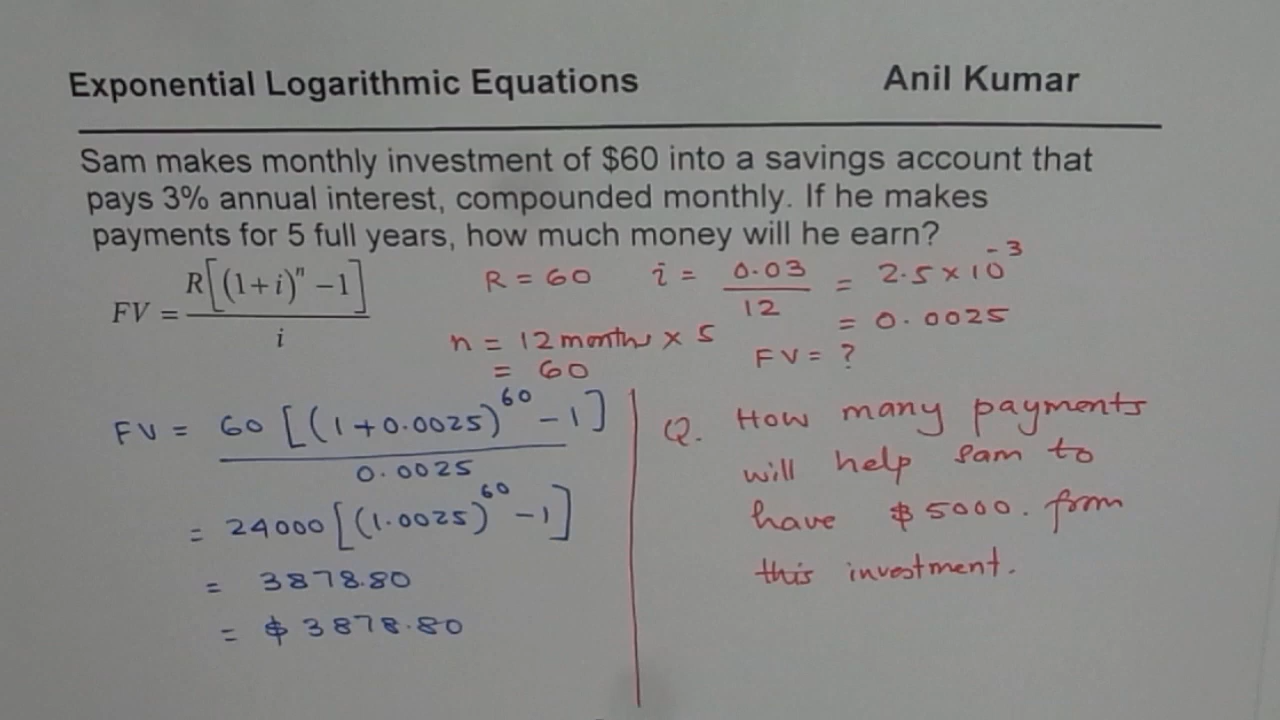 Exponential Logarithmic Equations Anil Kumar
Sam makes monthly investment of $60 into a savings account that
pays 3% annual interest, compounded monthly. If he makes
payments for 5 full years, how much money will he earn?
FV = R[(1+i)^n −1] / i
R = 60 i = 0.03 / 12 = 2.5 × 10^-3
= 0.0025
n = 12 months × 5
= 60
FV = ?
FV = 60 [(1+0.0025)^60 − 1] / 0.0025
= 24000 [(1.0025)^60 − 1]
= 3878.80
= $ 3878.80
Q. How many payments
will help Sam to
have $ 5000. from
this investment.